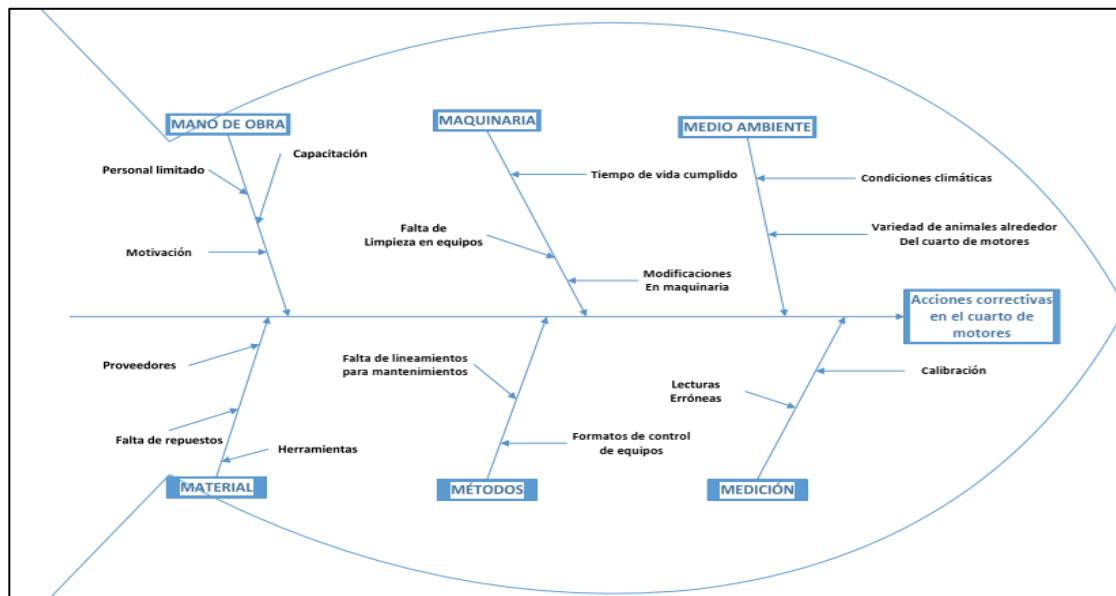 MANO DE OBRA
MAQUINARIA
MEDIO AMBIENTE
Capacitación
Personal limitado
Motivación
Tiempo de vida cumplido
Falta de
Limpieza en equipos
Modificaciones
En maquinaria
Condiciones climáticas
Variedad de animales alrededor
Del cuarto de motores
Acciones correctivas
en el cuarto de
motores
Proveedores
Falta de repuestos
Herramientas
Falta de lineamientos
para mantenimientos
Formatos de control
de equipos
Lecturas
Erróneas
Calibración
MATERIAL
MÉTODOS
MEDICIÓN